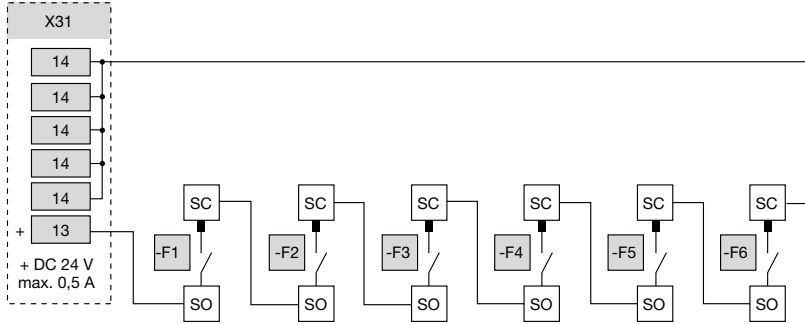 X31
14
14
14
14
14
+ 13
+ DC 24 V
max. 0,5 A
SC SC SC SC SC SC
-F1 -F2 -F3 -F4 -F5 -F6
SO SO SO SO SO SO